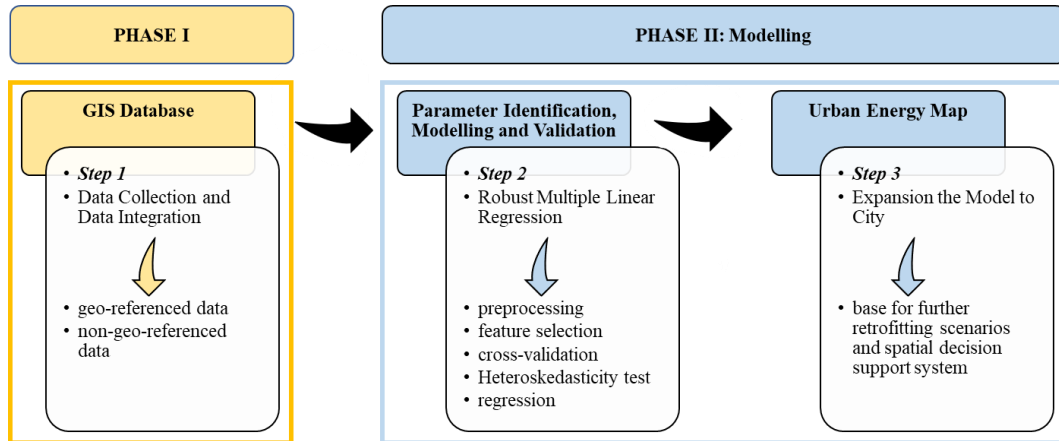 PHASE I
PHASE II: Modelling
GIS Database
• Step 1
• Data Collection and
Data Integration
• geo-referenced data
• non-geo-referenced
data
Parameter Identification,
Modelling and Validation
• Step 2
• Robust Multiple Linear
Regression
• preprocessing
• feature selection
• cross-validation
• Heteroskedasticity test
• regression
Urban Energy Map
• Step 3
• Expansion the Model to
City
• base for further
retrofitting scenarios
and spatial decision
support system